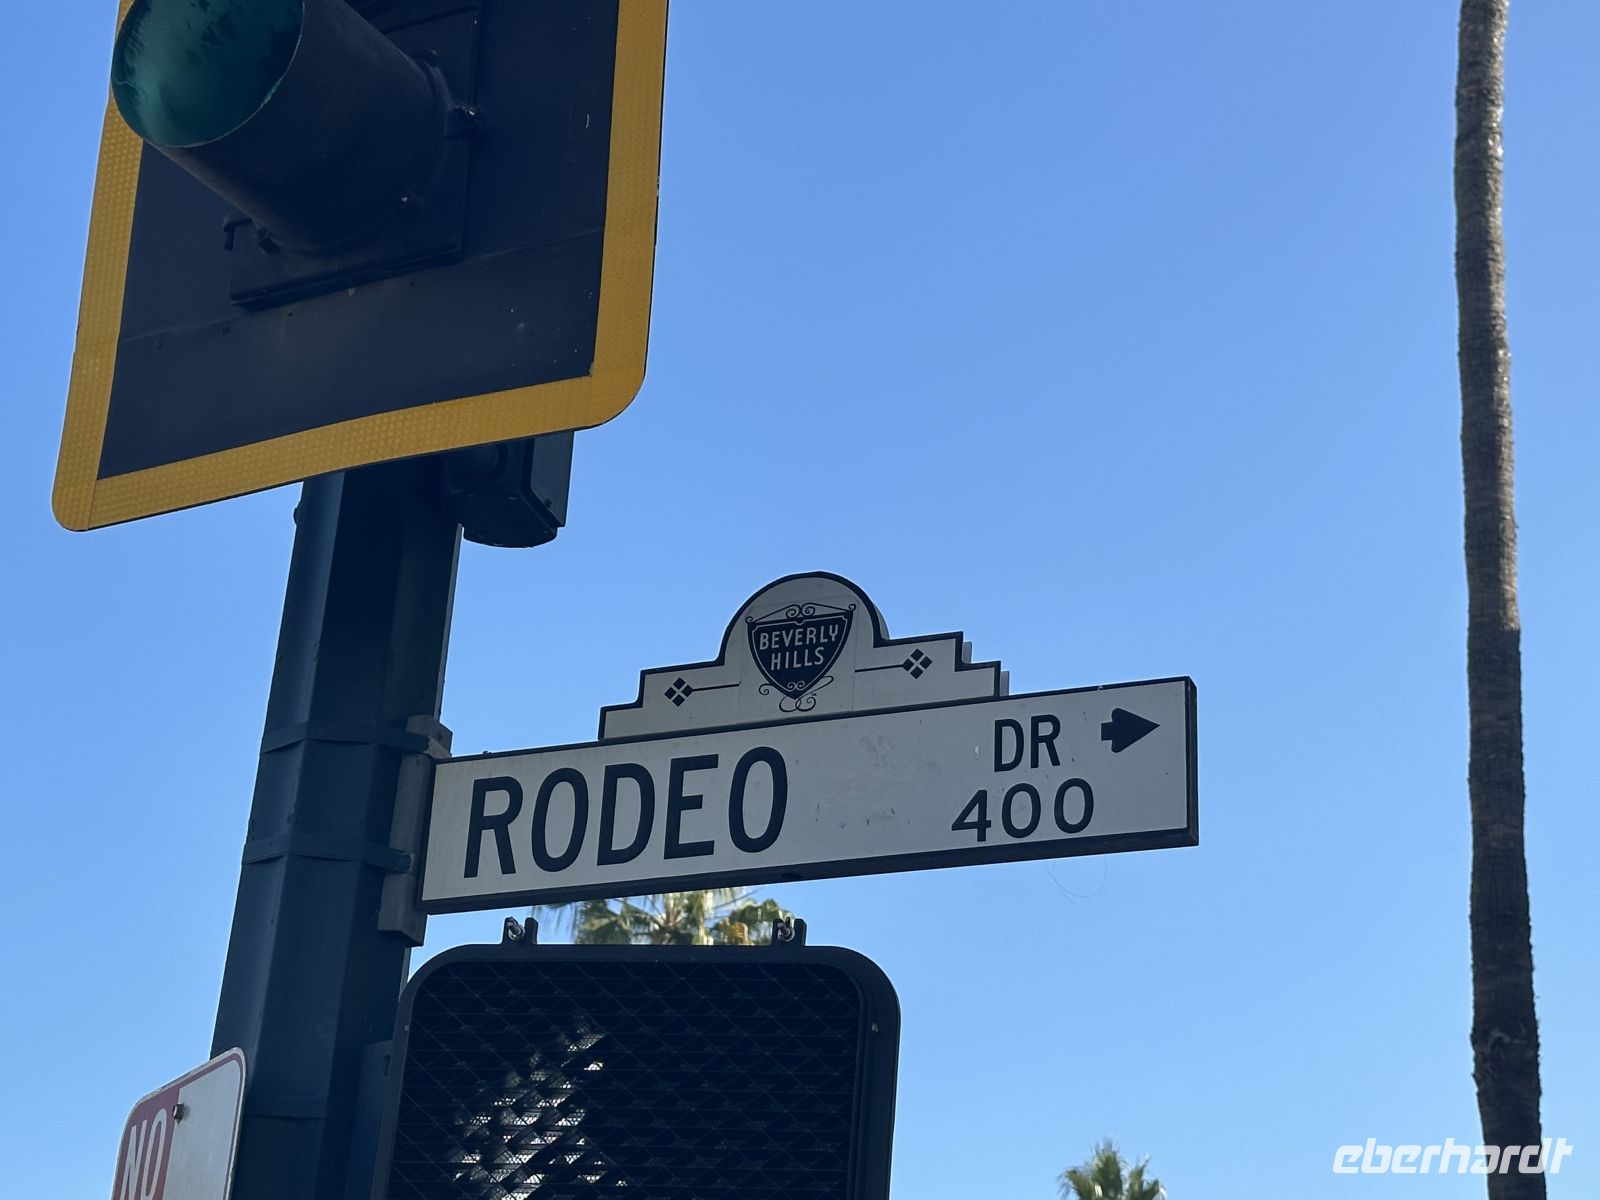 BEVERLY
HILLS
RODEO DR
400
NO
eberhardt